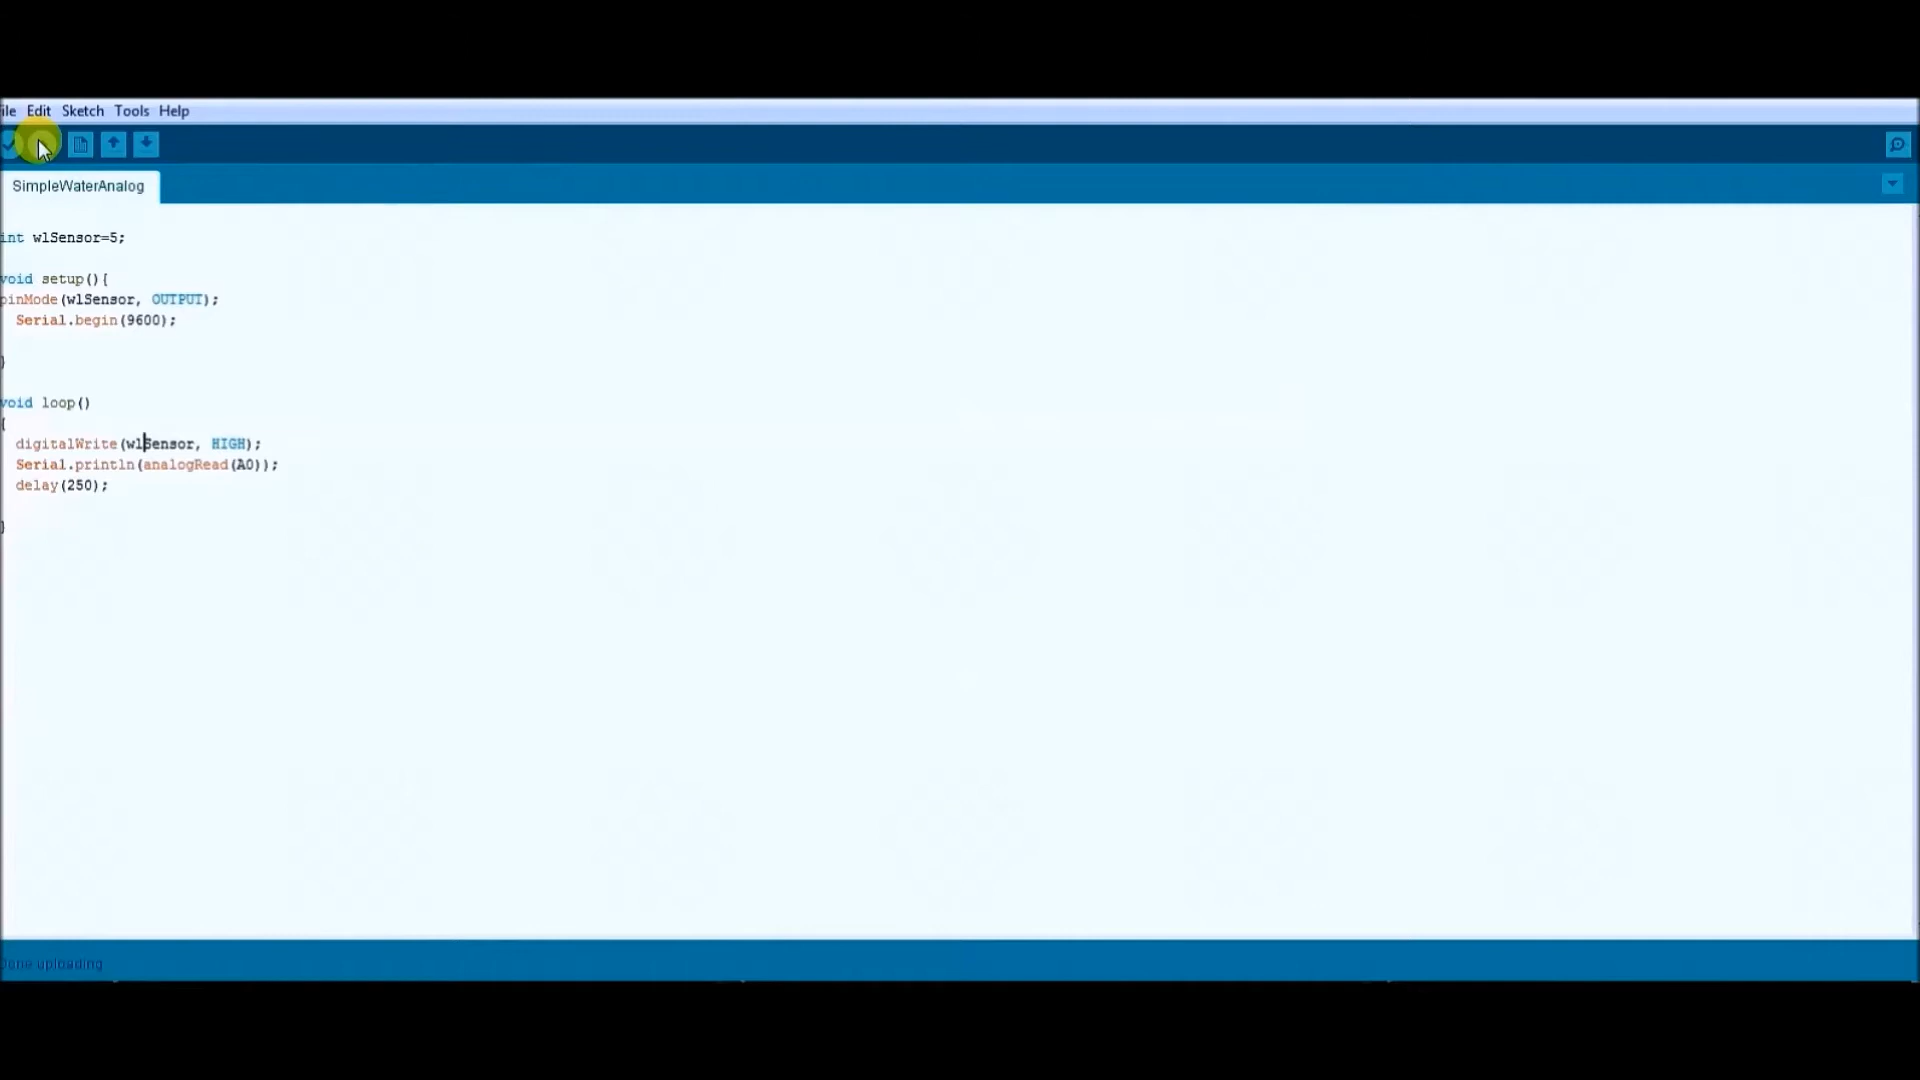 ile Edit Sketch Tools Help
SimpleWaterAnalog
int wlSensor=5;
void setup(){
pinMode(wlSensor, OUTPUT);
Serial.begin(9600);
}
void loop()
{
digitalWrite(wlSensor, HIGH);
Serial.println(analogRead(A0));
delay(250);
}
Done uploading